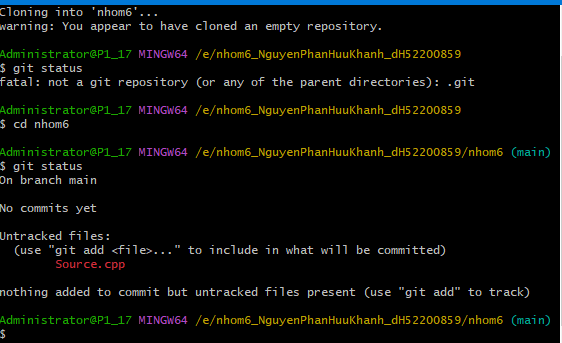 Cloning into 'nhom6'...
warning: You appear to have cloned an empty repository.
Administrator@P1_17 MINGW64 /e/nhom6_NguyenPhanHuuKhanh_dH52200859
$ git status
fatal: not a git repository (or any of the parent directories): .git
Administrator@P1_17 MINGW64 /e/nhom6_NguyenPhanHuuKhanh_dH52200859
$ cd nhom6
Administrator@P1_17 MINGW64 /e/nhom6_NguyenPhanHuuKhanh_dH52200859/nhom6 (main)
$ git status
On branch main
No commits yet
Untracked files:
(use "git add <file>..." to include in what will be committed)
Source.cpp
nothing added to commit but untracked files present (use "git add" to track)
Administrator@P1_17 MINGW64 /e/nhom6_NguyenPhanHuuKhanh_dH52200859/nhom6 (main)
$